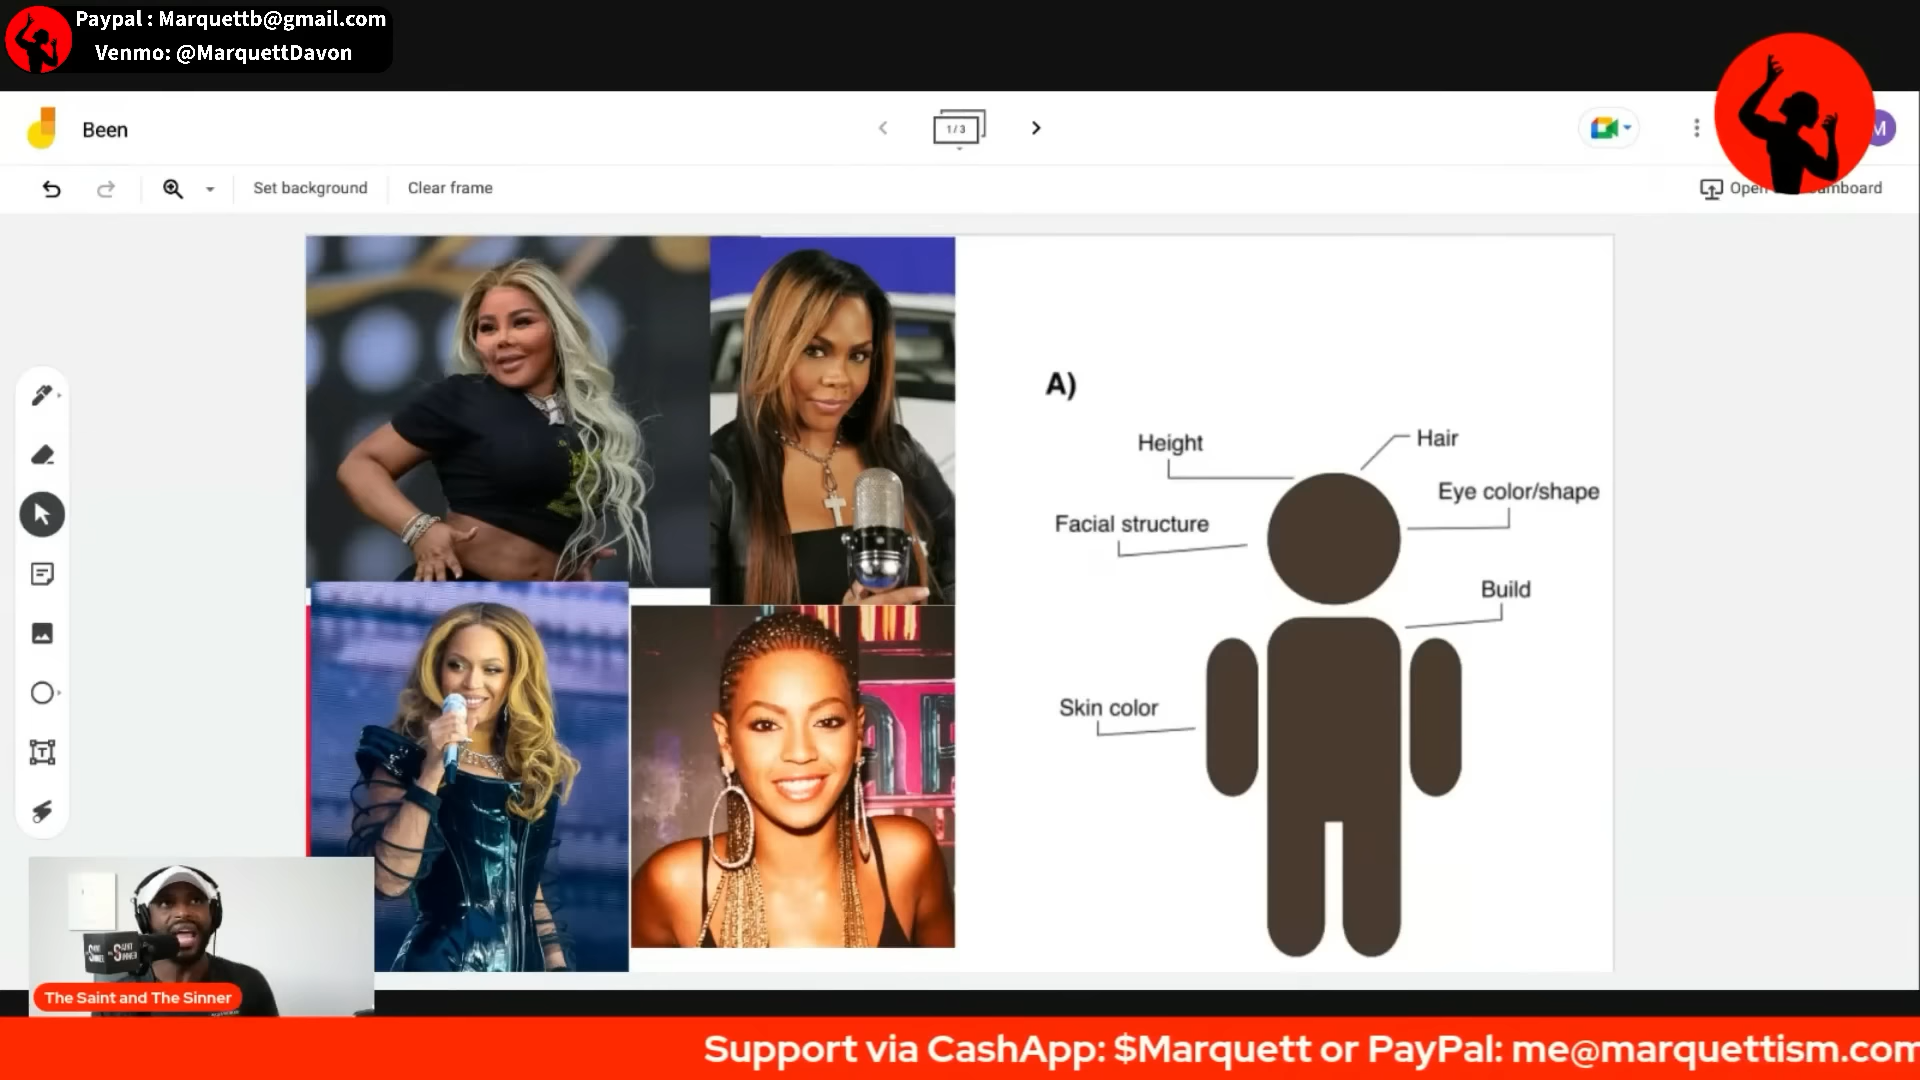 Paypal : Marquettb@gmail.com
Venmo: @MarquettDavon
Been
1/3
M
Set background
Clear frame
Open
A)
Height
Hair
Eye color/shape
Facial structure
Build
Skin color
The Saint and The Sinner
Support via CashApp: $Marquett or PayPal: me@marquettism.com